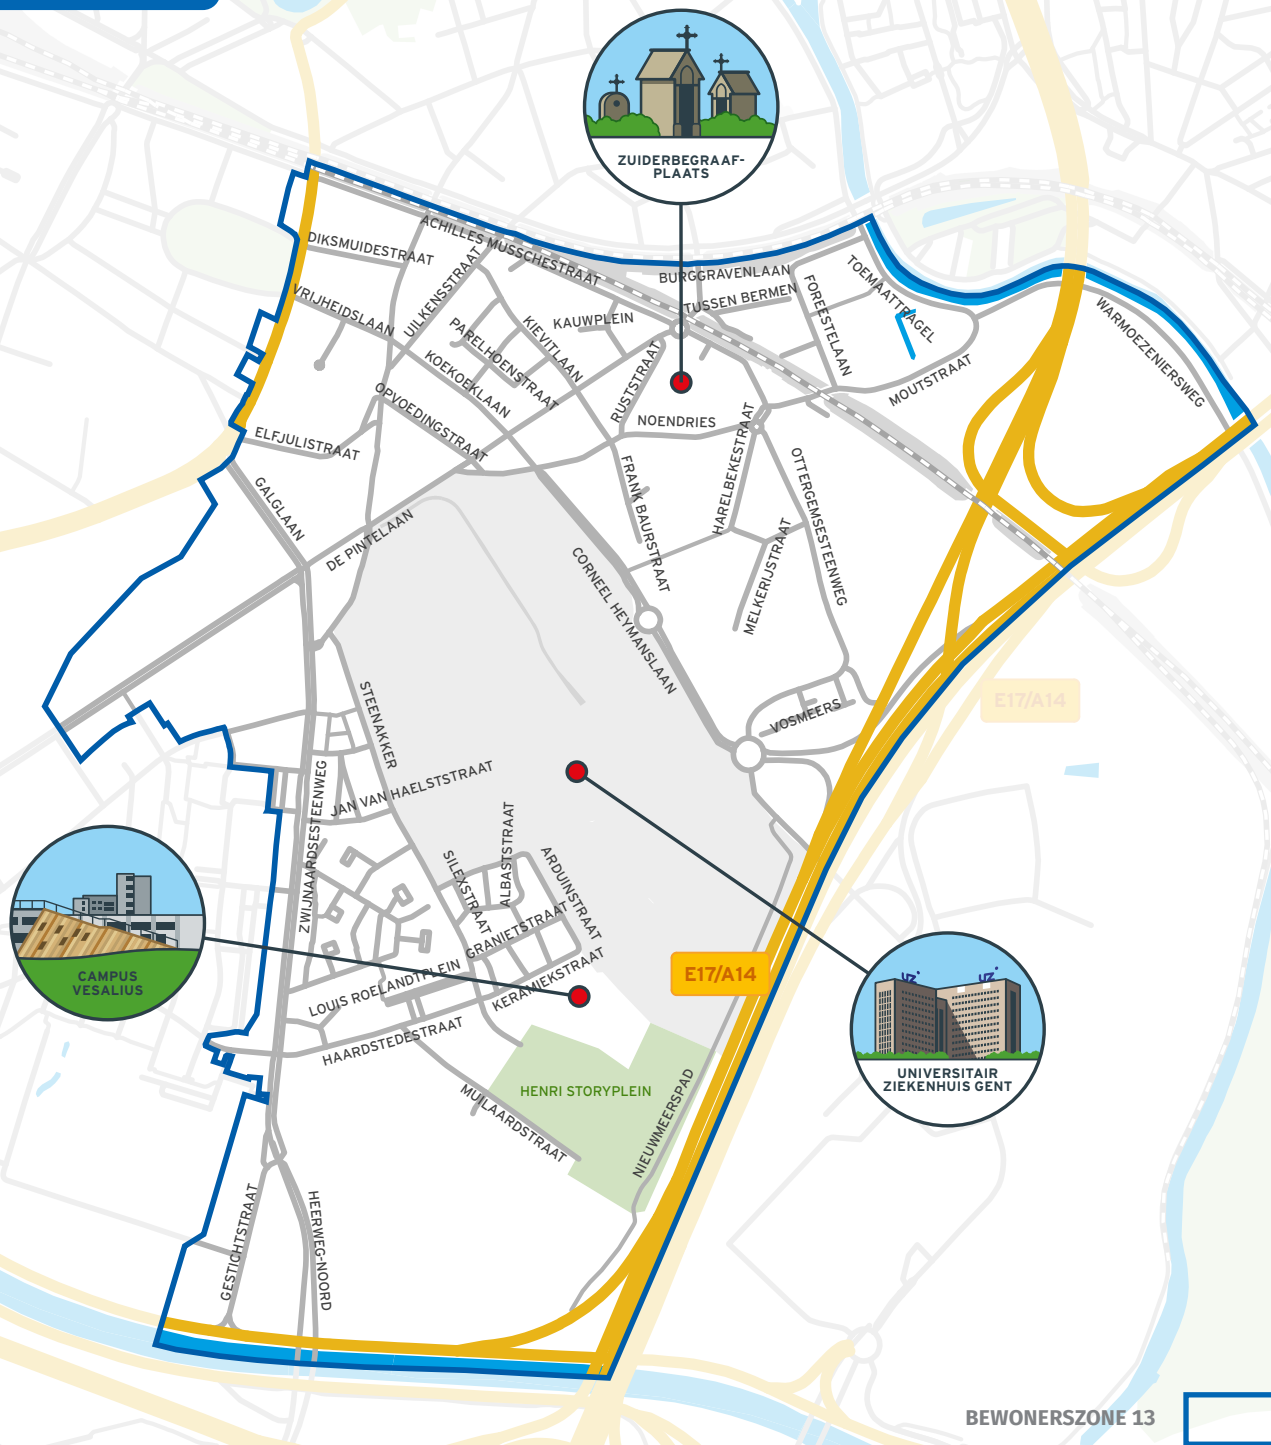 ZUIDERBEGRAAF-
PLAATS
ACHILLES MUSSCHESTRAAT
DIKSMUIDESTRAAT
BURGGRAVENLAAN
TOEMAATTRAGEL
UILKENSSTRAAT
TUSSEN BERMEN
FOREESTELAAN
VRIJHEIDSLAAN
KAUWPLEIN
KIEVITLAAN
PARELHOENSTRAAT
WARMOEZENIERSWEG
KOEKOEKLAAN
RUSTSTRAAT
MOUTSTRAAT
OPVOEDINGSTRAAT
NOENDRIES
ELFJULISTRAAT
HARELBEKESTRAAT
GALGLAAN
FRANK BAURSTRAAT
OTTERGEMSESTEENWEG
DE PINTELAAN
MELKERIJSTRAAT
CORNEEL HEYMANSLAAN
STEENAKKER
E17/A14
VOSMEERS
JAN VAN HAELSTSTRAAT
ZWIJNAARDSESTEENWEG
ALBASTSTRAAT
SILEXSTRAAT
ARDUINSTRAAT
GRANIETSTRAAT
CAMPUS
VESALIUS
LOUIS ROELANDTPLEIN
KERAMIEKSTRAAT
E17/A14
HAARDSTEDESTRAAT
UNIVERSITAIR
ZIEKENHUIS GENT
HENRI STORYPLEIN
MUILAARDSTRAAT
NIEUWMEERSPAD
GESTICHTSTRAAT
HEERWEG-NOORD
BEWONERSZONE 13